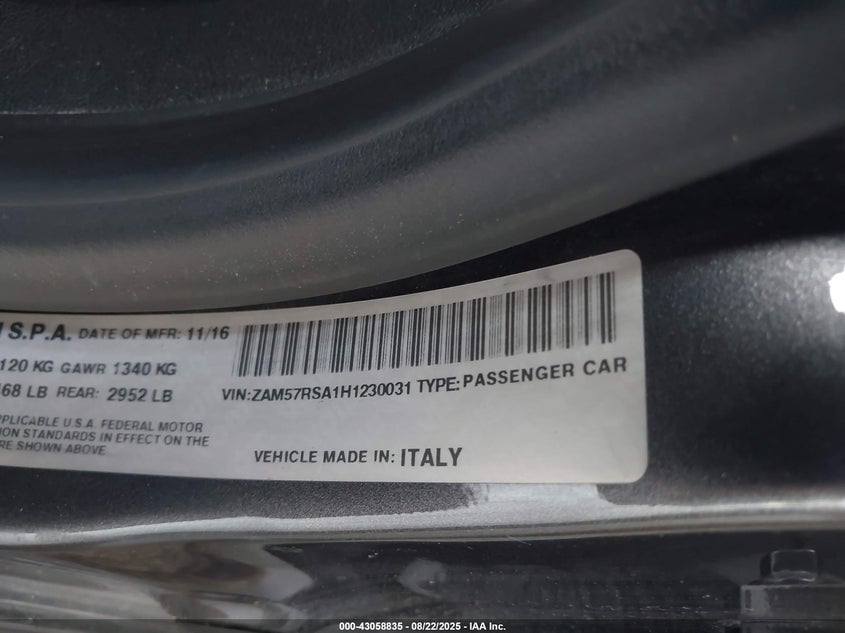 S.P.A. DATE OF MFR: 11/16
120 KG GAWR 1340 KG
68 LB REAR: 2952 LB
VIN:ZAM57RSA1H1230031 TYPE: PASSENGER CAR
PPLICABLE U.S.A. FEDERAL MOTOR
ION STANDARDS IN EFFECT ON THE
RE SHOWN ABOVE
VEHICLE MADE IN: ITALY
000-43058835 - 08/22/2025 - IAA Inc.